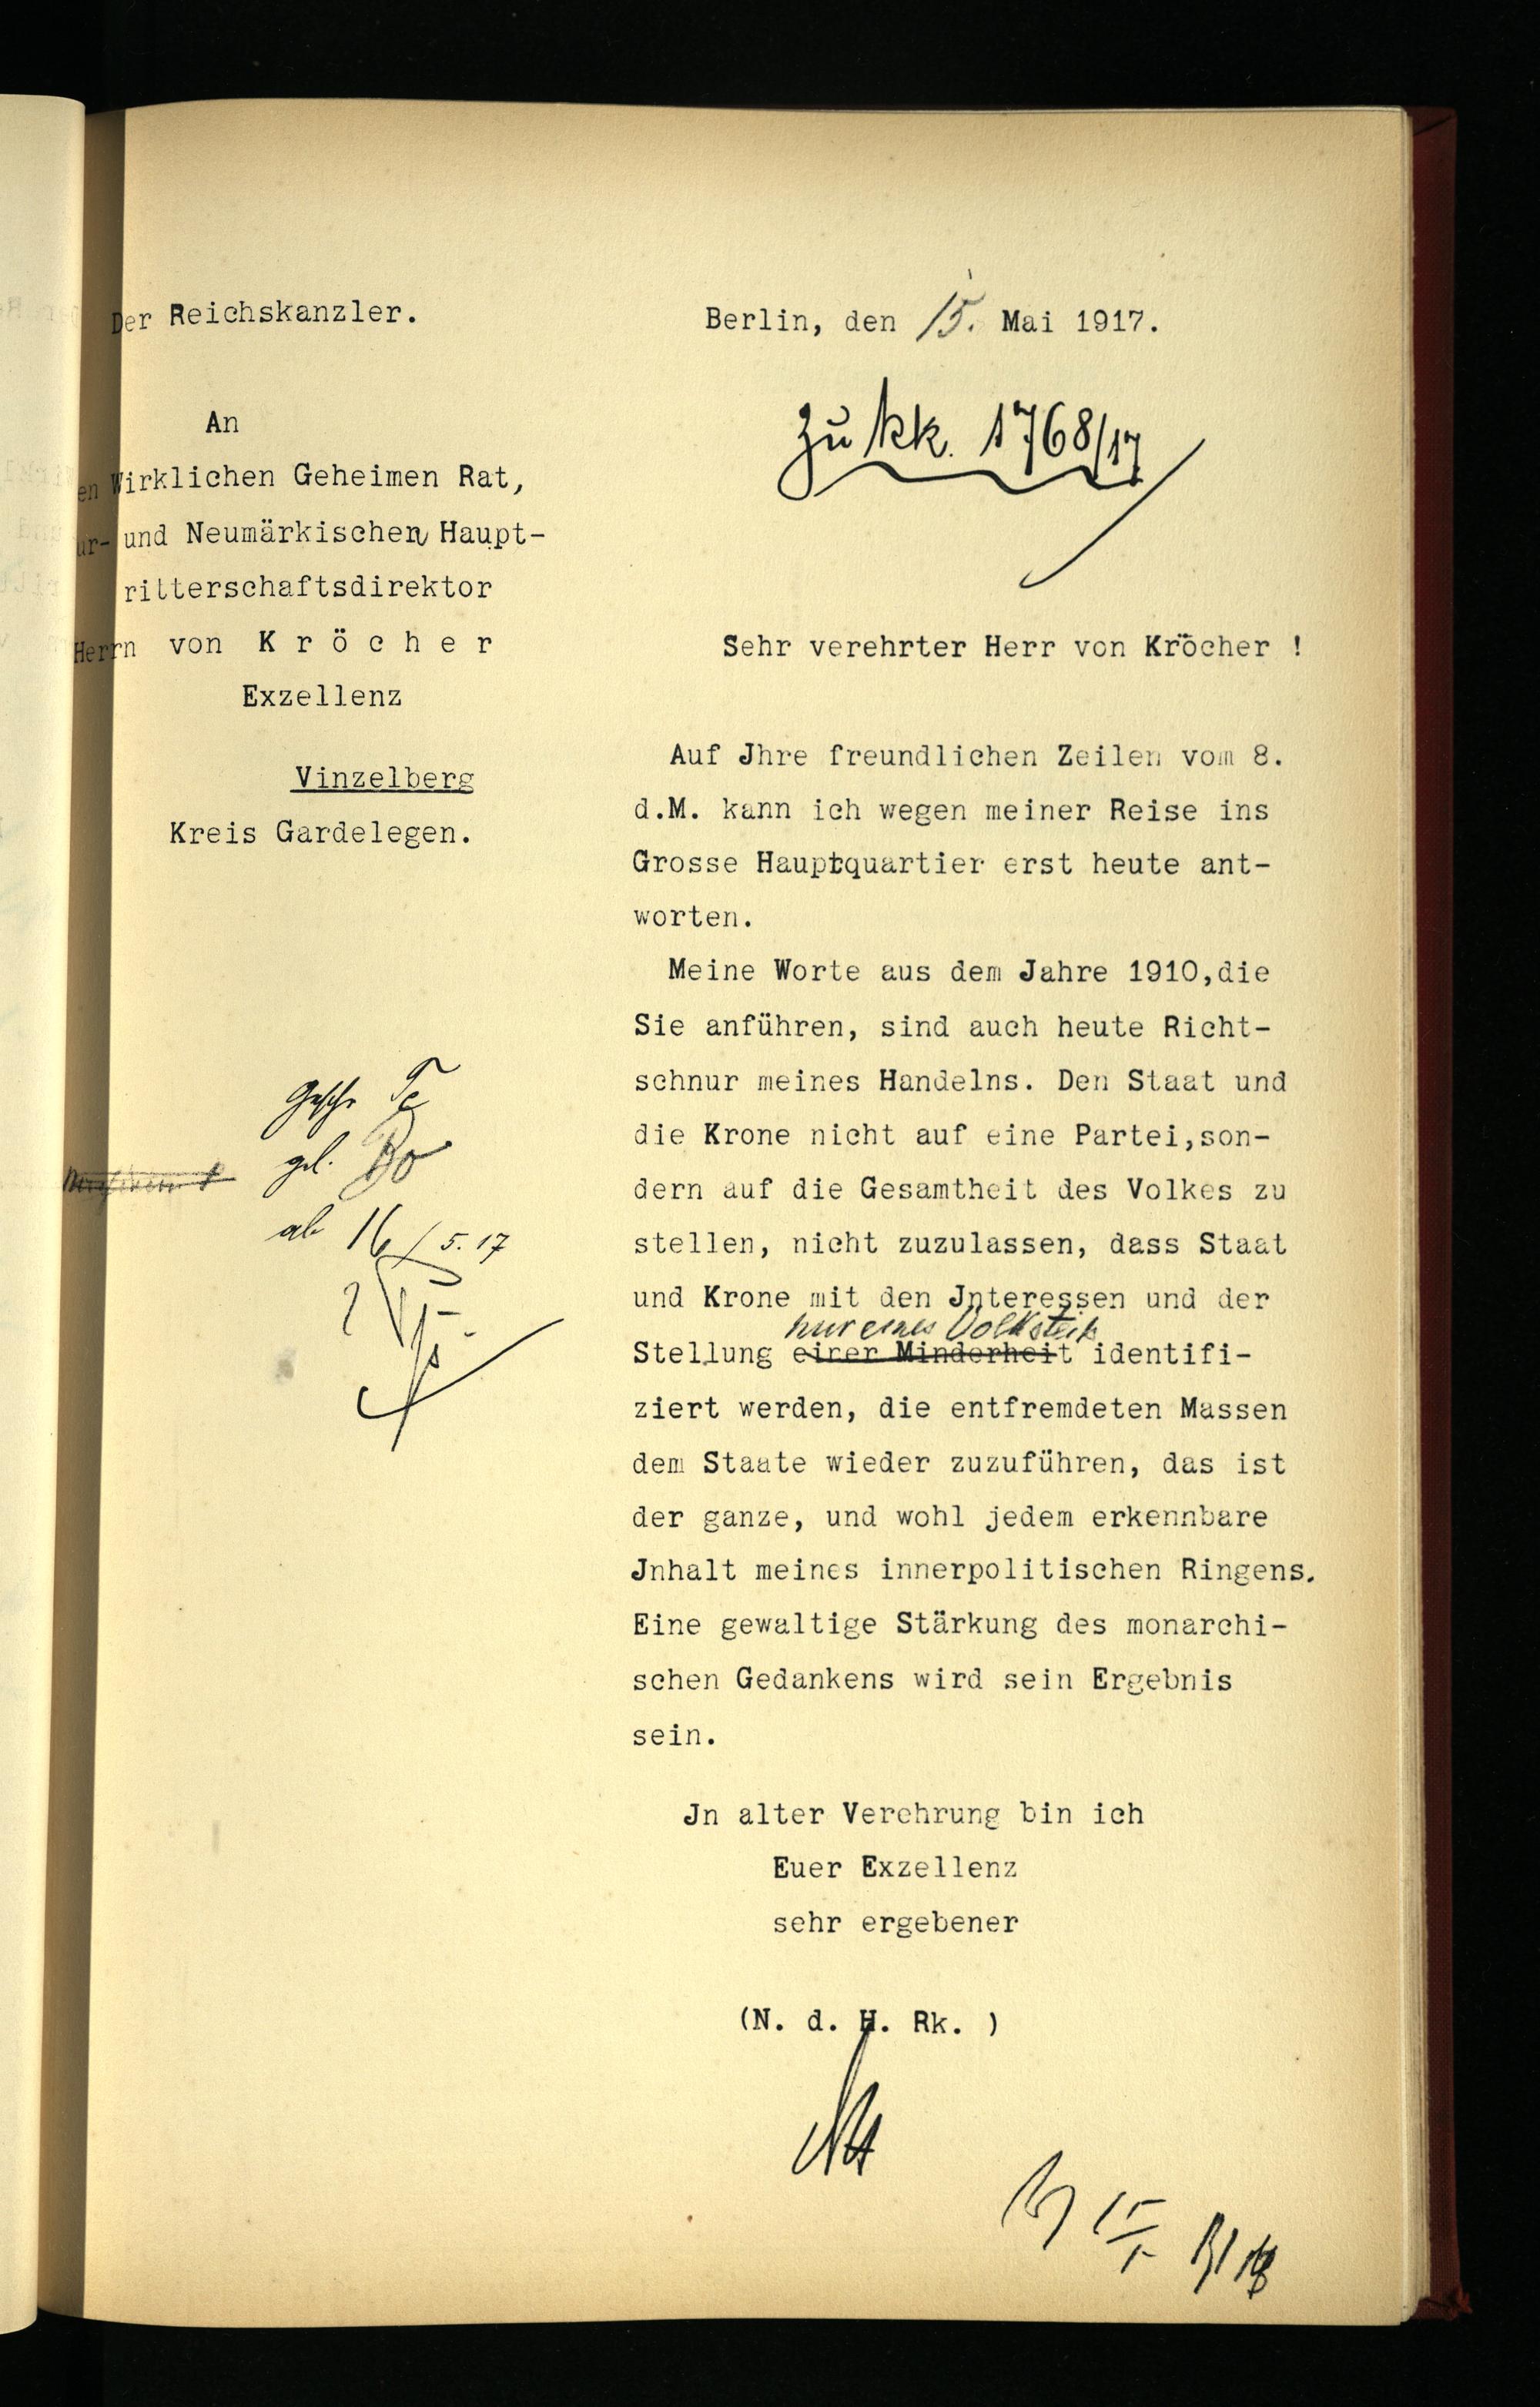 Der Reichskanzler.
Berlin, den 15. Mai 1917.
zu kk. 1768/17
An
en Wirklichen Geheimen Rat,
ur- und Neumärkischen Haupt-
ritterschaftsdirektor
Herrn von K r ö c h e r
Exzellenz
Vinzelberg
Kreis Gardelegen.
gel.
ab 16/5.17
Sehr verehrter Herr von Kröcher !
Auf Jhre freundlichen Zeilen vom 8.
d.M. kann ich wegen meiner Reise ins
Grosse Hauptquartier erst heute ant-
worten.
Meine Worte aus dem Jahre 1910,die
Sie anführen, sind auch heute Richt-
schnur meines Handelns. Den Staat und
die Krone nicht auf eine Partei,son-
dern auf die Gesamtheit des Volkes zu
stellen, nicht zuzulassen, dass Staat
und Krone mit den Jnteressen und der
nur eines Volksteils
Stellung einer Minderheit identifi-
ziert werden, die entfremdeten Massen
dem Staate wieder zuzuführen, das ist
der ganze, und wohl jedem erkennbare
Jnhalt meines innerpolitischen Ringens.
Eine gewaltige Stärkung des monarchi-
schen Gedankens wird sein Ergebnis
sein.
Jn alter Verehrung bin ich
Euer Exzellenz
sehr ergebener
(N. d. H. Rk. )